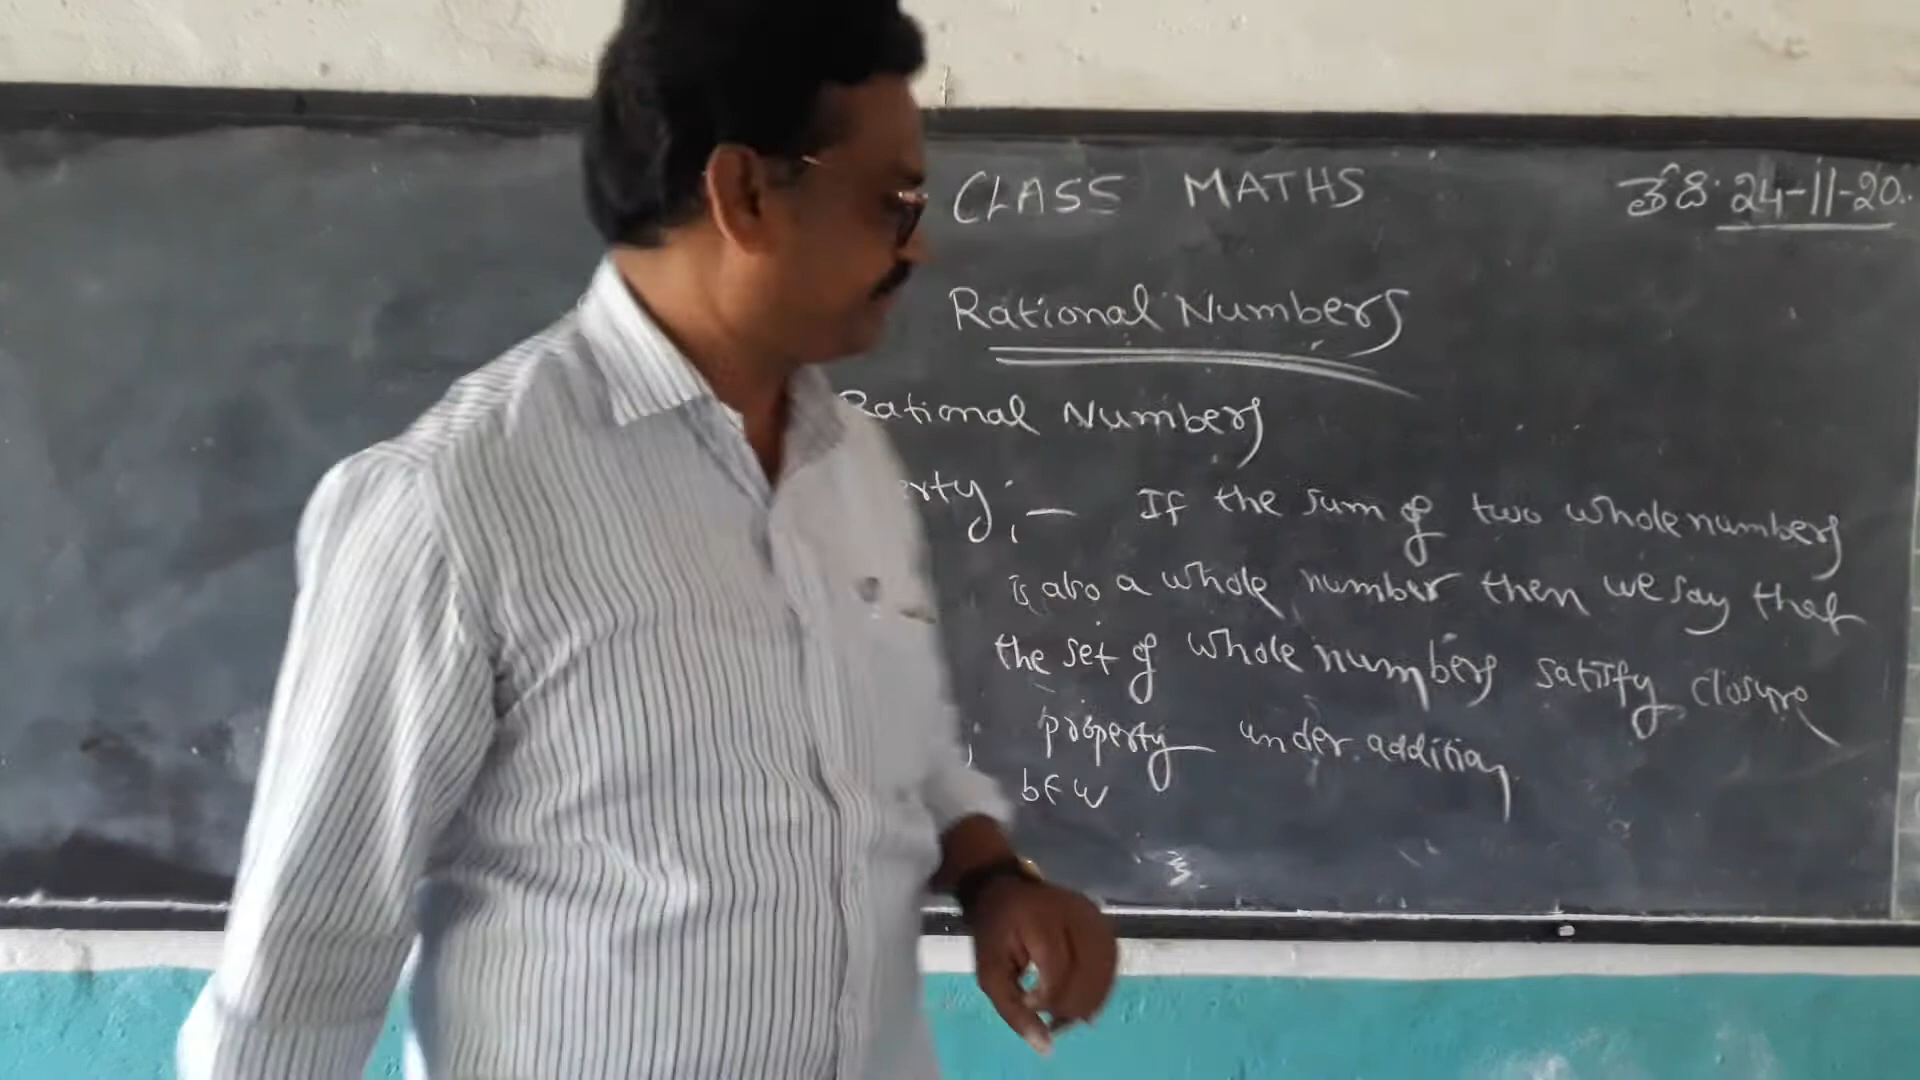 CLASS MATHS తేది: 24-11-20..
Rational Numbers
Rational Numbers
erty :- If the sum of two whole numbers
is also a whole number then we say that
the set of whole numbers satisfy closure
property under addition
b ∈ W